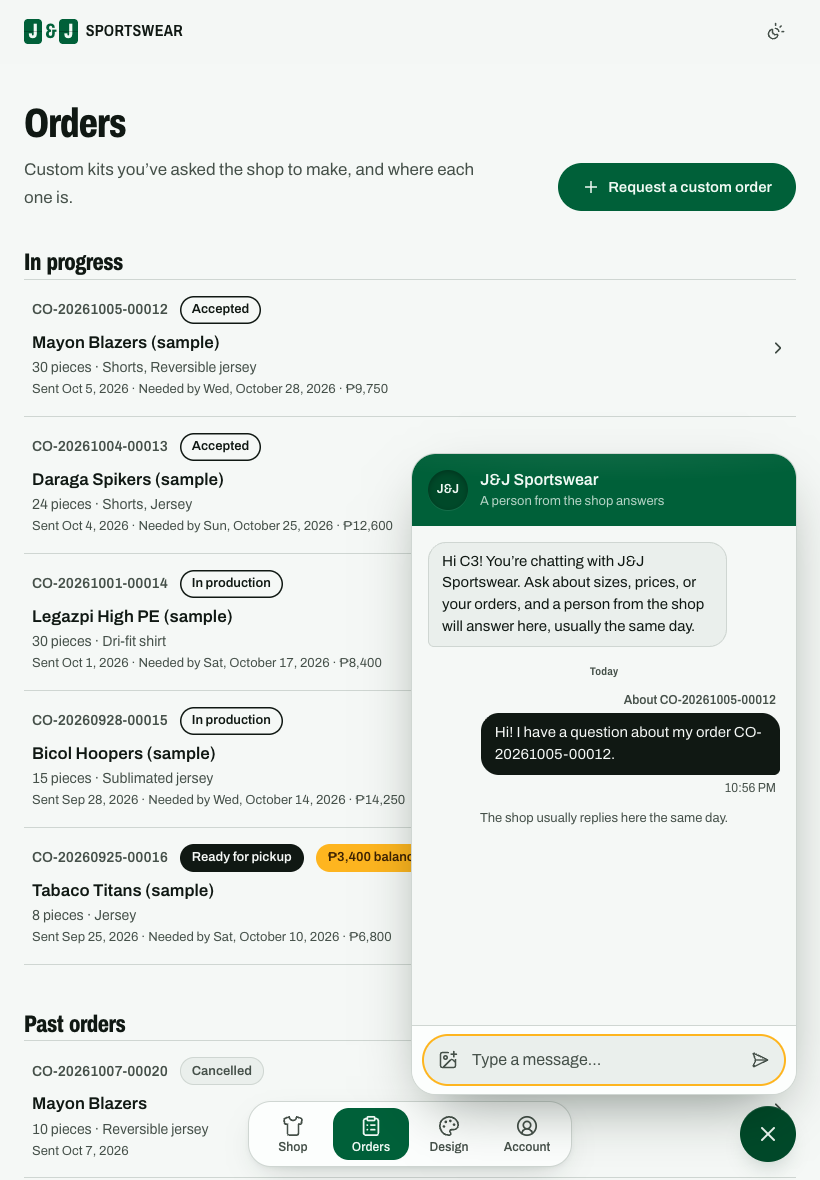 J&J SPORTSWEAR
Orders
Custom kits you’ve asked the shop to make, and where each
one is.
Request a custom order
In progress
CO-20261005-00012 Accepted
Mayon Blazers (sample)
30 pieces · Shorts, Reversible jersey
Sent Oct 5, 2026 · Needed by Wed, October 28, 2026 · ₱9,750
CO-20261004-00013 Accepted
Daraga Spikers (sample)
24 pieces · Shorts, Jersey
Sent Oct 4, 2026 · Needed by Sun, October 25, 2026 · ₱12,600
CO-20261001-00014 In production
Legazpi High PE (sample)
30 pieces · Dri-fit shirt
Sent Oct 1, 2026 · Needed by Sat, October 17, 2026 · ₱8,400
CO-20260928-00015 In production
Bicol Hoopers (sample)
15 pieces · Sublimated jersey
Sent Sep 28, 2026 · Needed by Wed, October 14, 2026 · ₱14,250
CO-20260925-00016 Ready for pickup ₱3,400
Tabaco Titans (sample)
8 pieces · Jersey
Sent Sep 25, 2026 · Needed by Sat, October 10, 2026 · ₱6,800
Past orders
CO-20261007-00020 Cancelled
Mayon Blazers
10 pieces · Reversible jersey
Sent Oct 7, 2026
J&J
J&J Sportswear
A person from the shop answers
Hi C3! You’re chatting with J&J
Sportswear. Ask about sizes, prices, or
your orders, and a person from the shop
will answer here, usually the same day.
Today
About CO-20261005-00012
Hi! I have a question about my order CO-
20261005-00012.
10:56 PM
The shop usually replies here the same day.
Type a message...
Shop Orders Design Account